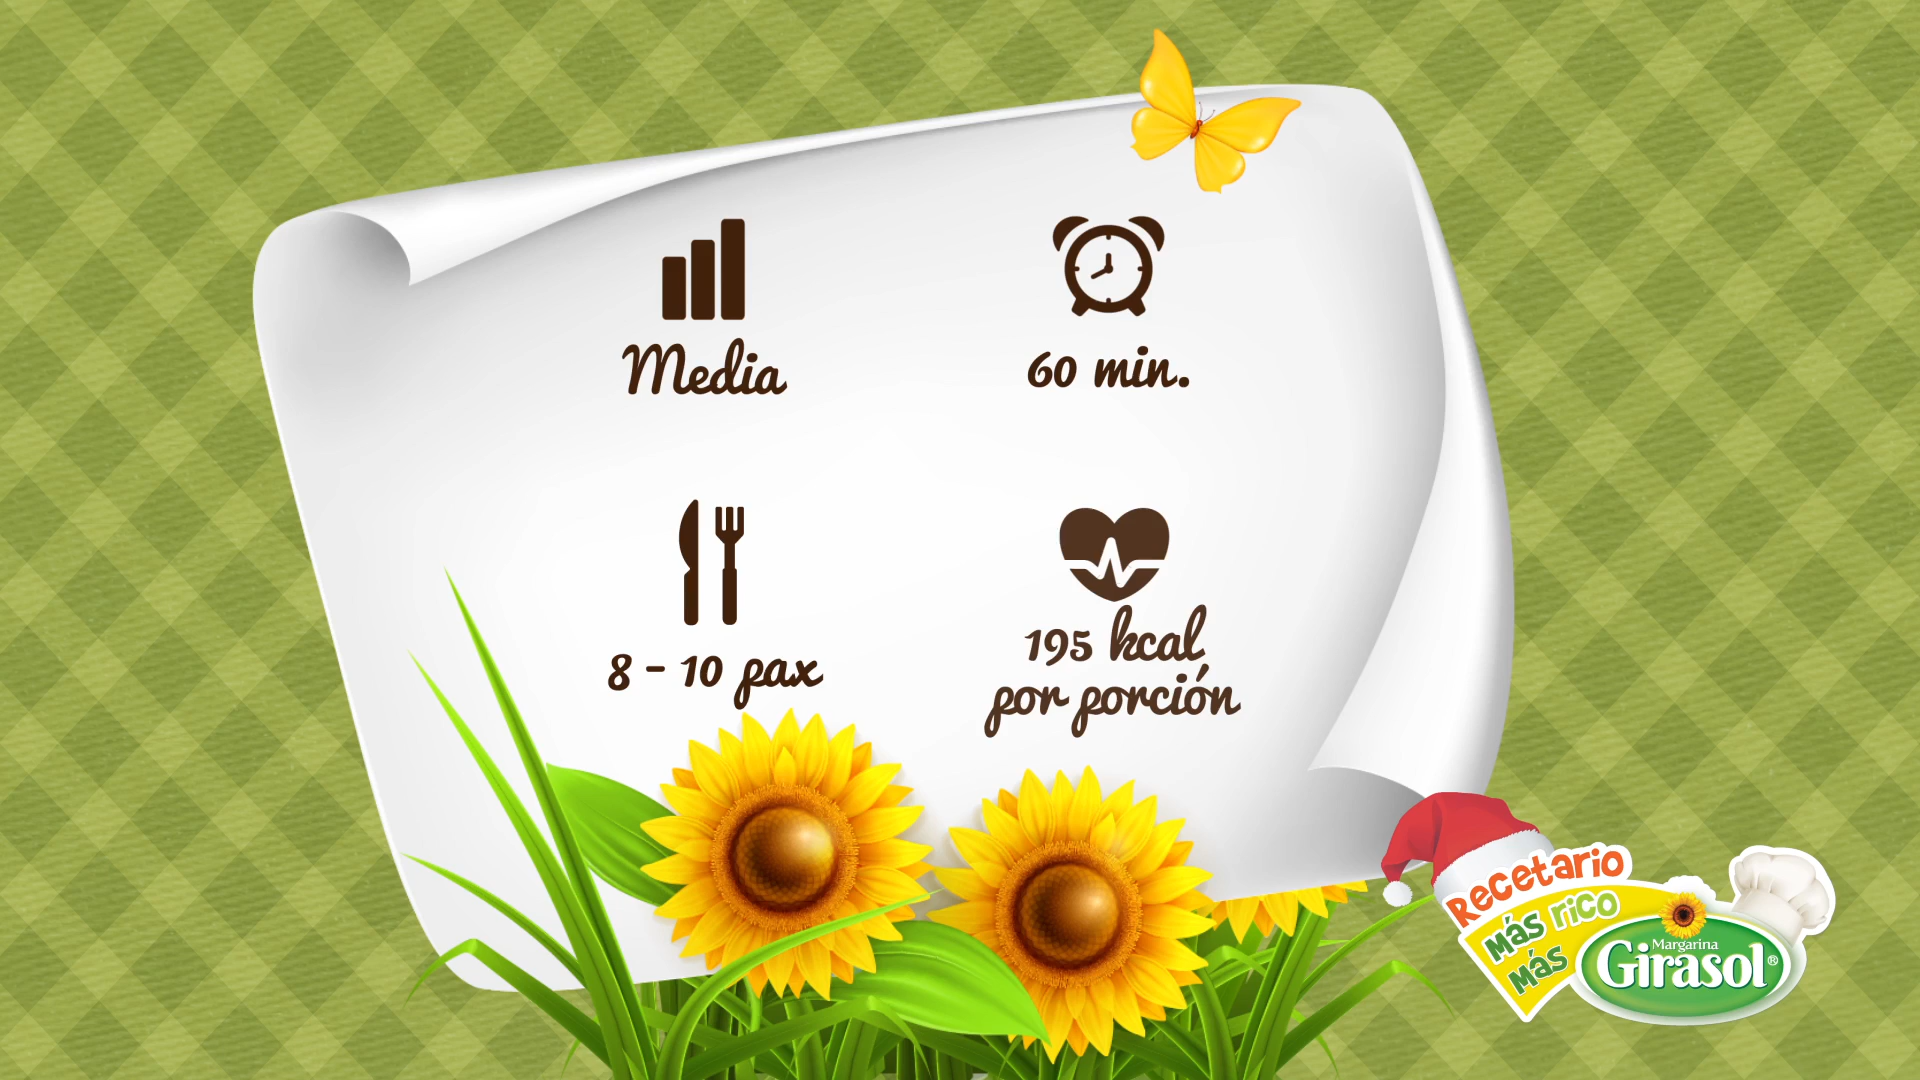 Media
60 min.
8 - 10 pax
195 kcal
por porción
Recetario
Más rico
Más
Margarina
Girasol®